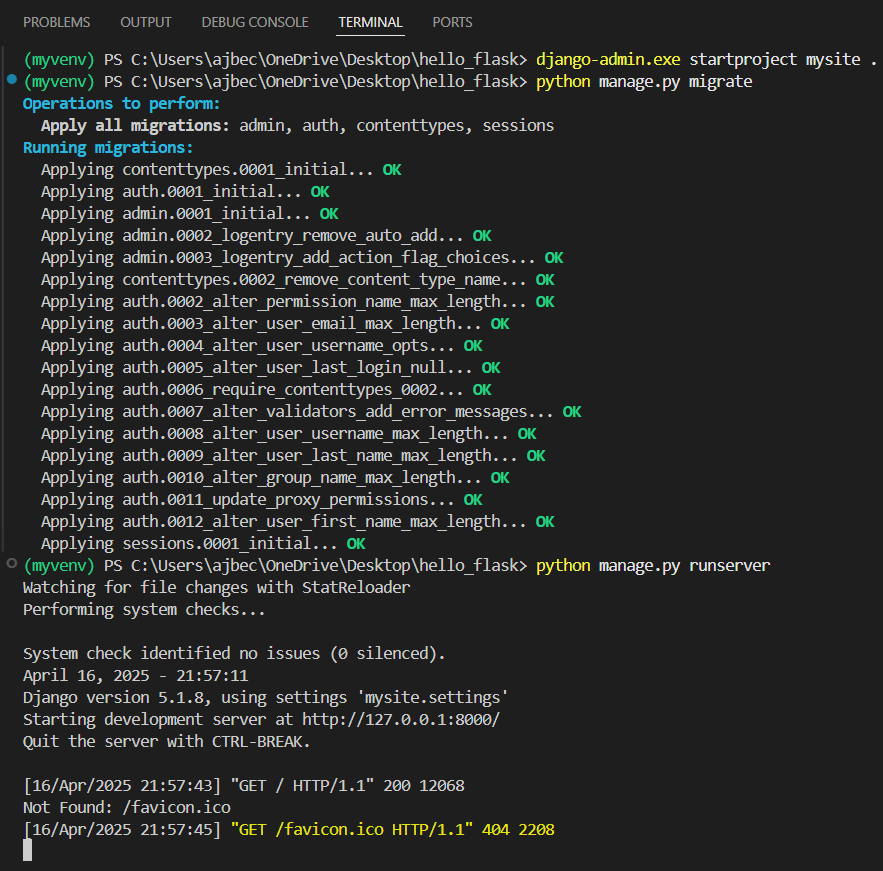 PROBLEMS OUTPUT DEBUG CONSOLE TERMINAL PORTS
(myvenv) PS C:\Users\ajbec\OneDrive\Desktop\hello_flask> django-admin.exe startproject mysite .
(myvenv) PS C:\Users\ajbec\OneDrive\Desktop\hello_flask> python manage.py migrate
Operations to perform:
  Apply all migrations: admin, auth, contenttypes, sessions
Running migrations:
  Applying contenttypes.0001_initial... OK
  Applying auth.0001_initial... OK
  Applying admin.0001_initial... OK
  Applying admin.0002_logentry_remove_auto_add... OK
  Applying admin.0003_logentry_add_action_flag_choices... OK
  Applying contenttypes.0002_remove_content_type_name... OK
  Applying auth.0002_alter_permission_name_max_length... OK
  Applying auth.0003_alter_user_email_max_length... OK
  Applying auth.0004_alter_user_username_opts... OK
  Applying auth.0005_alter_user_last_login_null... OK
  Applying auth.0006_require_contenttypes_0002... OK
  Applying auth.0007_alter_validators_add_error_messages... OK
  Applying auth.0008_alter_user_username_max_length... OK
  Applying auth.0009_alter_user_last_name_max_length... OK
  Applying auth.0010_alter_group_name_max_length... OK
  Applying auth.0011_update_proxy_permissions... OK
  Applying auth.0012_alter_user_first_name_max_length... OK
  Applying sessions.0001_initial... OK
(myvenv) PS C:\Users\ajbec\OneDrive\Desktop\hello_flask> python manage.py runserver
Watching for file changes with StatReloader
Performing system checks...

System check identified no issues (0 silenced).
April 16, 2025 - 21:57:11
Django version 5.1.8, using settings 'mysite.settings'
Starting development server at http://127.0.0.1:8000/
Quit the server with CTRL-BREAK.

[16/Apr/2025 21:57:43] "GET / HTTP/1.1" 200 12068
Not Found: /favicon.ico
[16/Apr/2025 21:57:45] "GET /favicon.ico HTTP/1.1" 404 2208